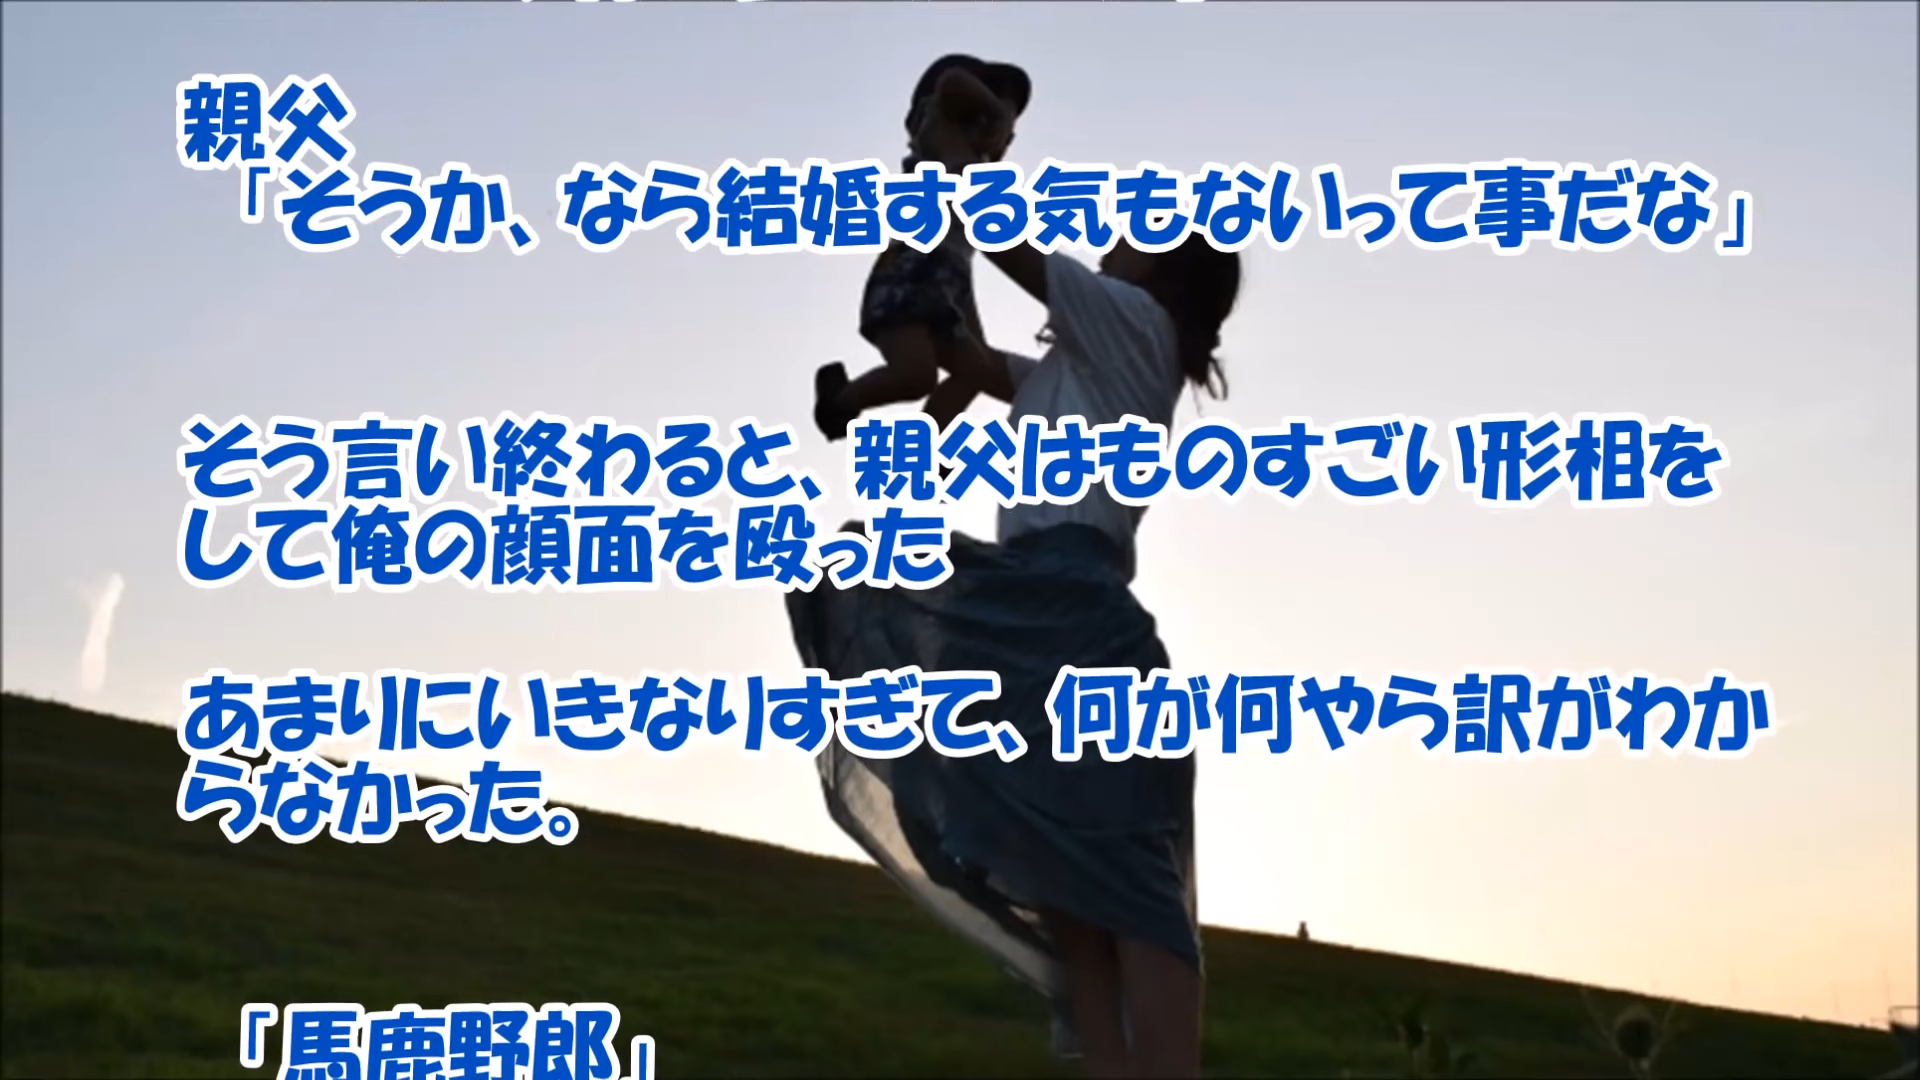 親父
「そうか、なら結婚する気もないって事だな」
そう言い終わると、親父はものすごい形相を
して俺の顔面を殴った
あまりにいきなりすぎて、何が何やら訳がわか
らなかった。
「馬鹿野郎」